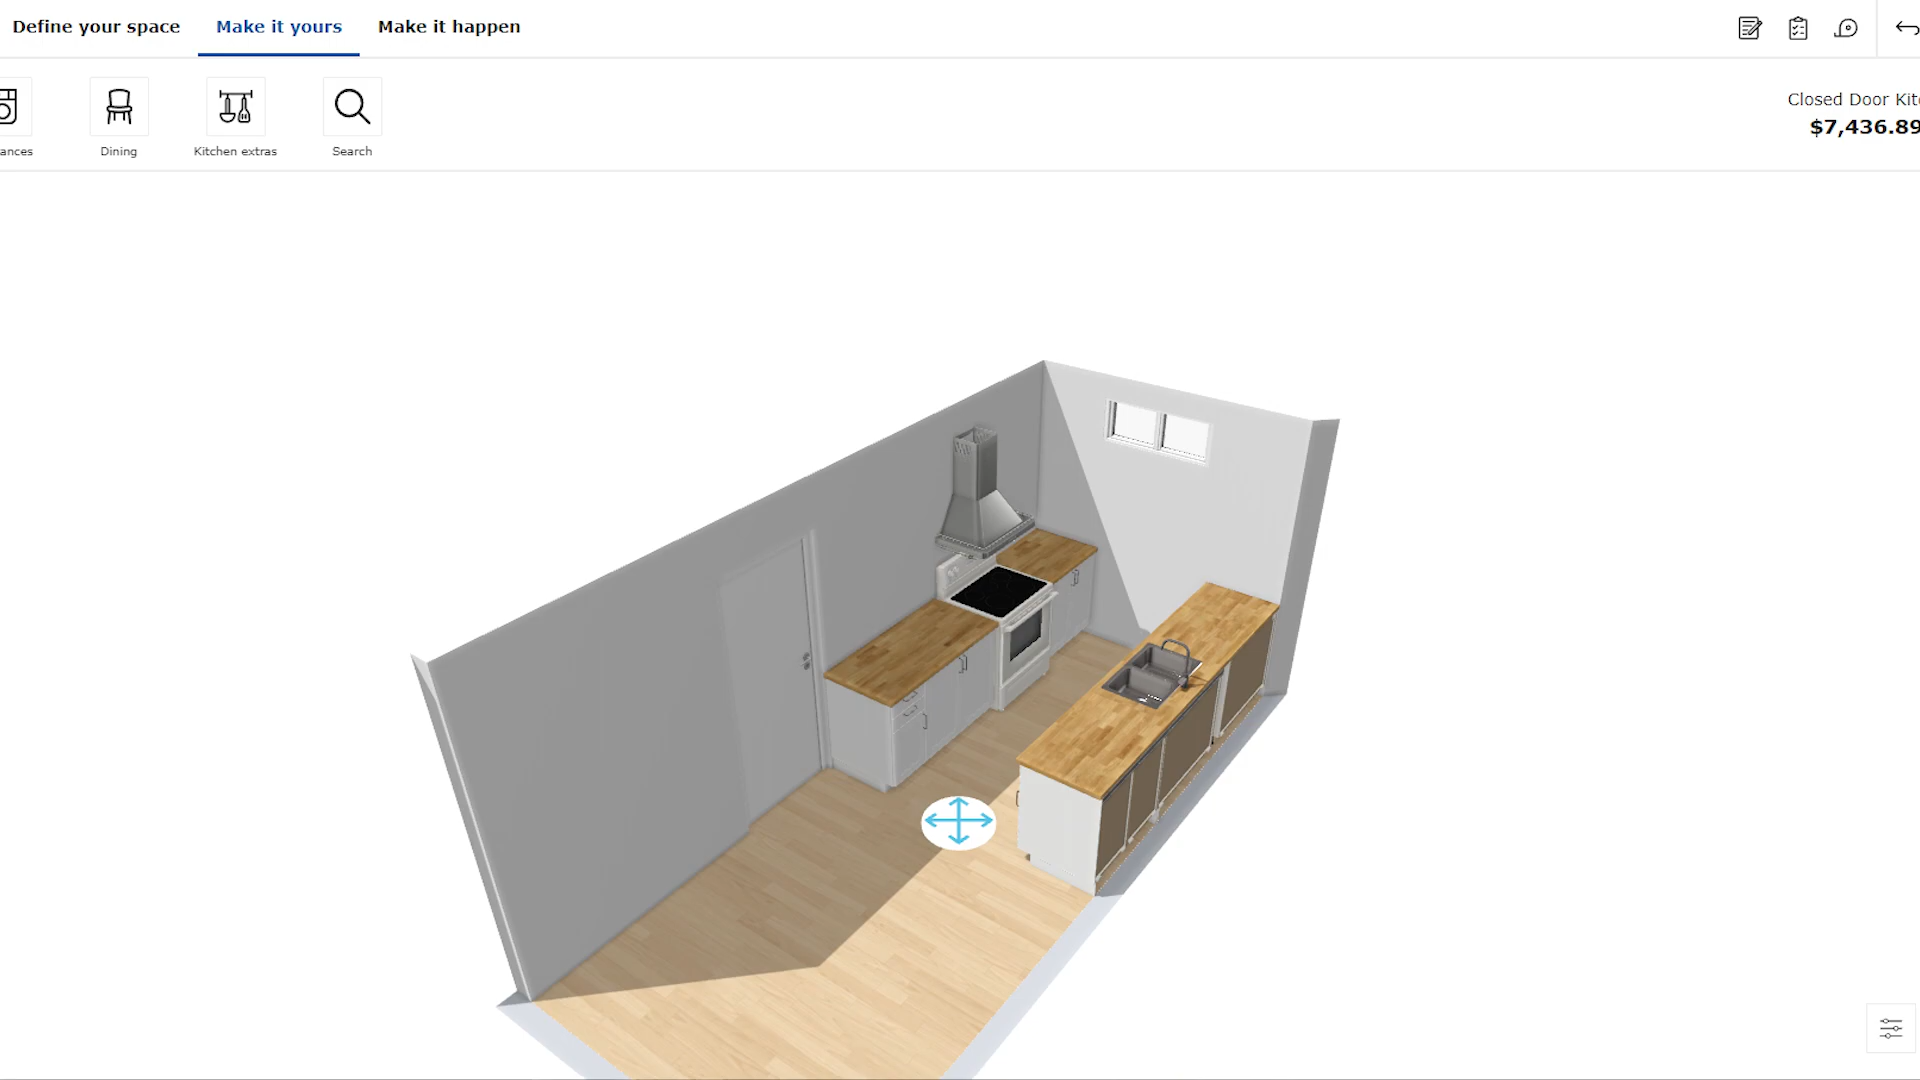 Define your space
Make it yours
Make it happen
ances
Dining
Kitchen extras
Search
Closed Door Kit
$7,436.89